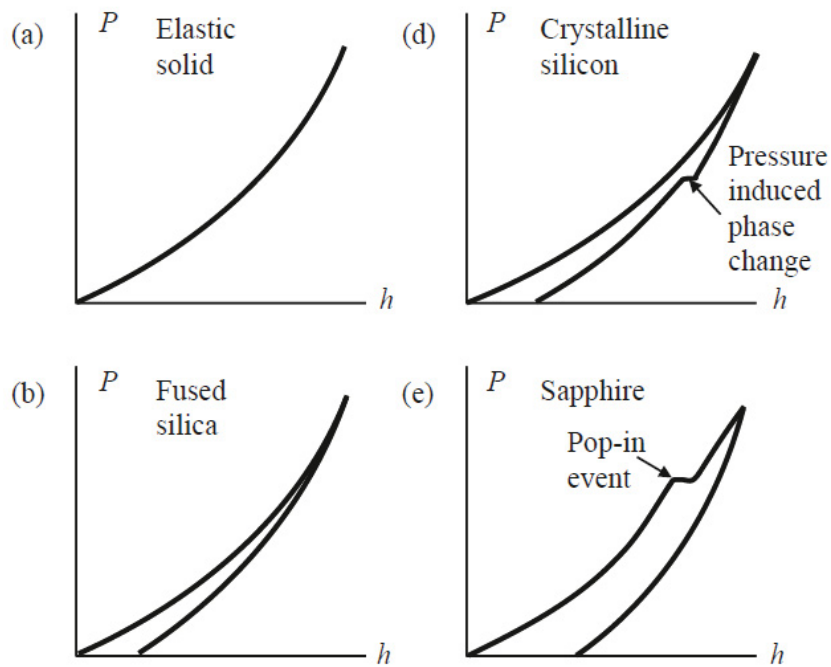 (a)
P
Elastic
solid
h
(d)
P
Crystalline
silicon
Pressure
induced
phase
change
h
(b)
P
Fused
silica
h
(e)
P
Sapphire
Pop-in
event
h